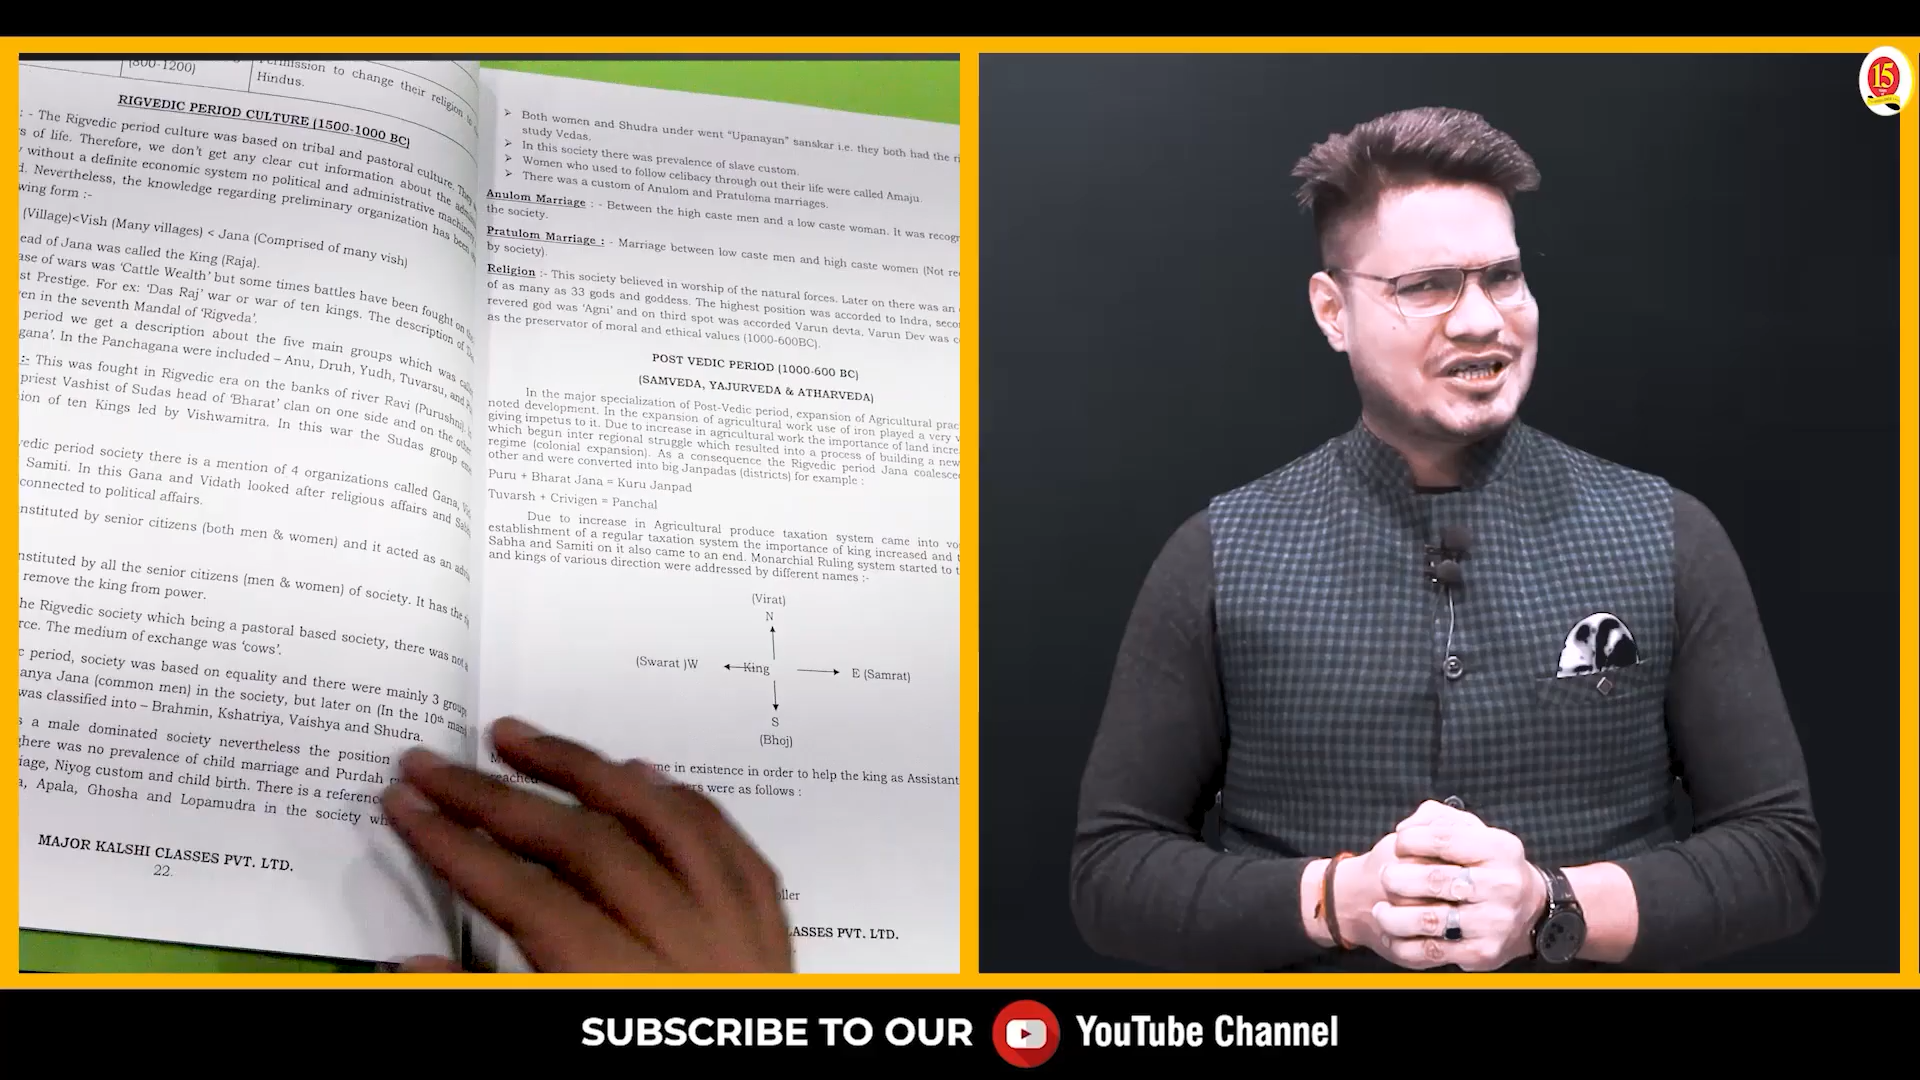 (800-1200)
Permission to change their religion to
Hindus.
RIGVEDIC PERIOD CULTURE (1500-1000 BC)
: - The Rigvedic period culture was based on tribal and pastoral culture. They
s of life. Therefore, we don't get any clear cut information about the
without a definite economic system no political and administrative
. Nevertheless, the knowledge regarding preliminary organization has been
wing form :-
(Village)<Vish (Many villages) < Jana (Comprised of many vish)
ead of Jana was called the King (Raja).
ase of wars was 'Cattle Wealth' but some times battles have been fought on
st Prestige. For ex: 'Das Raj' war or war of ten kings. The description of
en in the seventh Mandal of 'Rigveda'.
period we get a description about the five main groups which was
gana'. In the Panchagana were included – Anu, Druh, Yudh, Tuvarsu, and
:- This was fought in Rigvedic era on the banks of river Ravi (Purushni).
priest Vashist of Sudas head of 'Bharat' clan on one side and on the
ion of ten Kings led by Vishwamitra. In this war the Sudas group
vedic period society there is a mention of 4 organizations called Gana,
Samiti. In this Gana and Vidath looked after religious affairs and
connected to political affairs.
nstituted by senior citizens (both men & women) and it acted as an
nstituted by all the senior citizens (men & women) of society. It has the
remove the king from power.
he Rigvedic society which being a pastoral based society, there was not
rce. The medium of exchange was 'cows'.
c period, society was based on equality and there were mainly 3
anya Jana (common men) in the society, but later on (In the 10th
was classified into – Brahmin, Kshatriya, Vaishya and Shudra.
s a male dominated society nevertheless the position
here was no prevalence of child marriage and Purdah
iage, Niyog custom and child birth. There is a
a, Apala, Ghosha and Lopamudra in the society
MAJOR KALSHI CLASSES PVT. LTD.
22.
➢ Both women and Shudra under went "Upanayan" sanskar i.e. they both had the
study Vedas.
➢ In this society there was prevalence of slave custom.
➢ Women who used to follow celibacy through out their life were called Amaju.
➢ There was a custom of Anulom and Pratuloma marriages.
Anulom Marriage : - Between the high caste men and a low caste woman. It was
the society.
Pratulom Marriage : - Marriage between low caste men and high caste women (Not
by society).
Religion :- This society believed in worship of the natural forces. Later on there was an
of as many as 33 gods and goddess. The highest position was accorded to Indra,
revered god was 'Agni' and on third spot was accorded Varun devta. Varun Dev was
as the preservator of moral and ethical values (1000-600BC).
POST VEDIC PERIOD (1000-600 BC)
(SAMVEDA, YAJURVEDA & ATHARVEDA)
In the major specialization of Post-Vedic period, expansion of Agricultural
noted development. In the expansion of agricultural work use of iron played a very
giving impetus to it. Due to increase in agricultural work the importance of land
which begun inter regional struggle which resulted into a process of building a new
regime (colonial expansion). As a consequence the Rigvedic period Jana
other and were converted into big Janpadas (districts) for example :
Puru + Bharat Jana = Kuru Janpad
Tuvarsh + Crivigen = Panchal
Due to increase in Agricultural produce taxation system came into
establishment of a regular taxation system the importance of king increased and
Sabha and Samiti on it also came to an end. Monarchial Ruling system started to
and kings of various direction were addressed by different names :-
(Virat)
N
(Swarat )W King E (Samrat)
S
(Bhoj)
me in existence in order to help the king as Assistant
reached
ters were as follows :
oller
LASSES PVT. LTD.
15
SUBSCRIBE TO OUR YouTube Channel